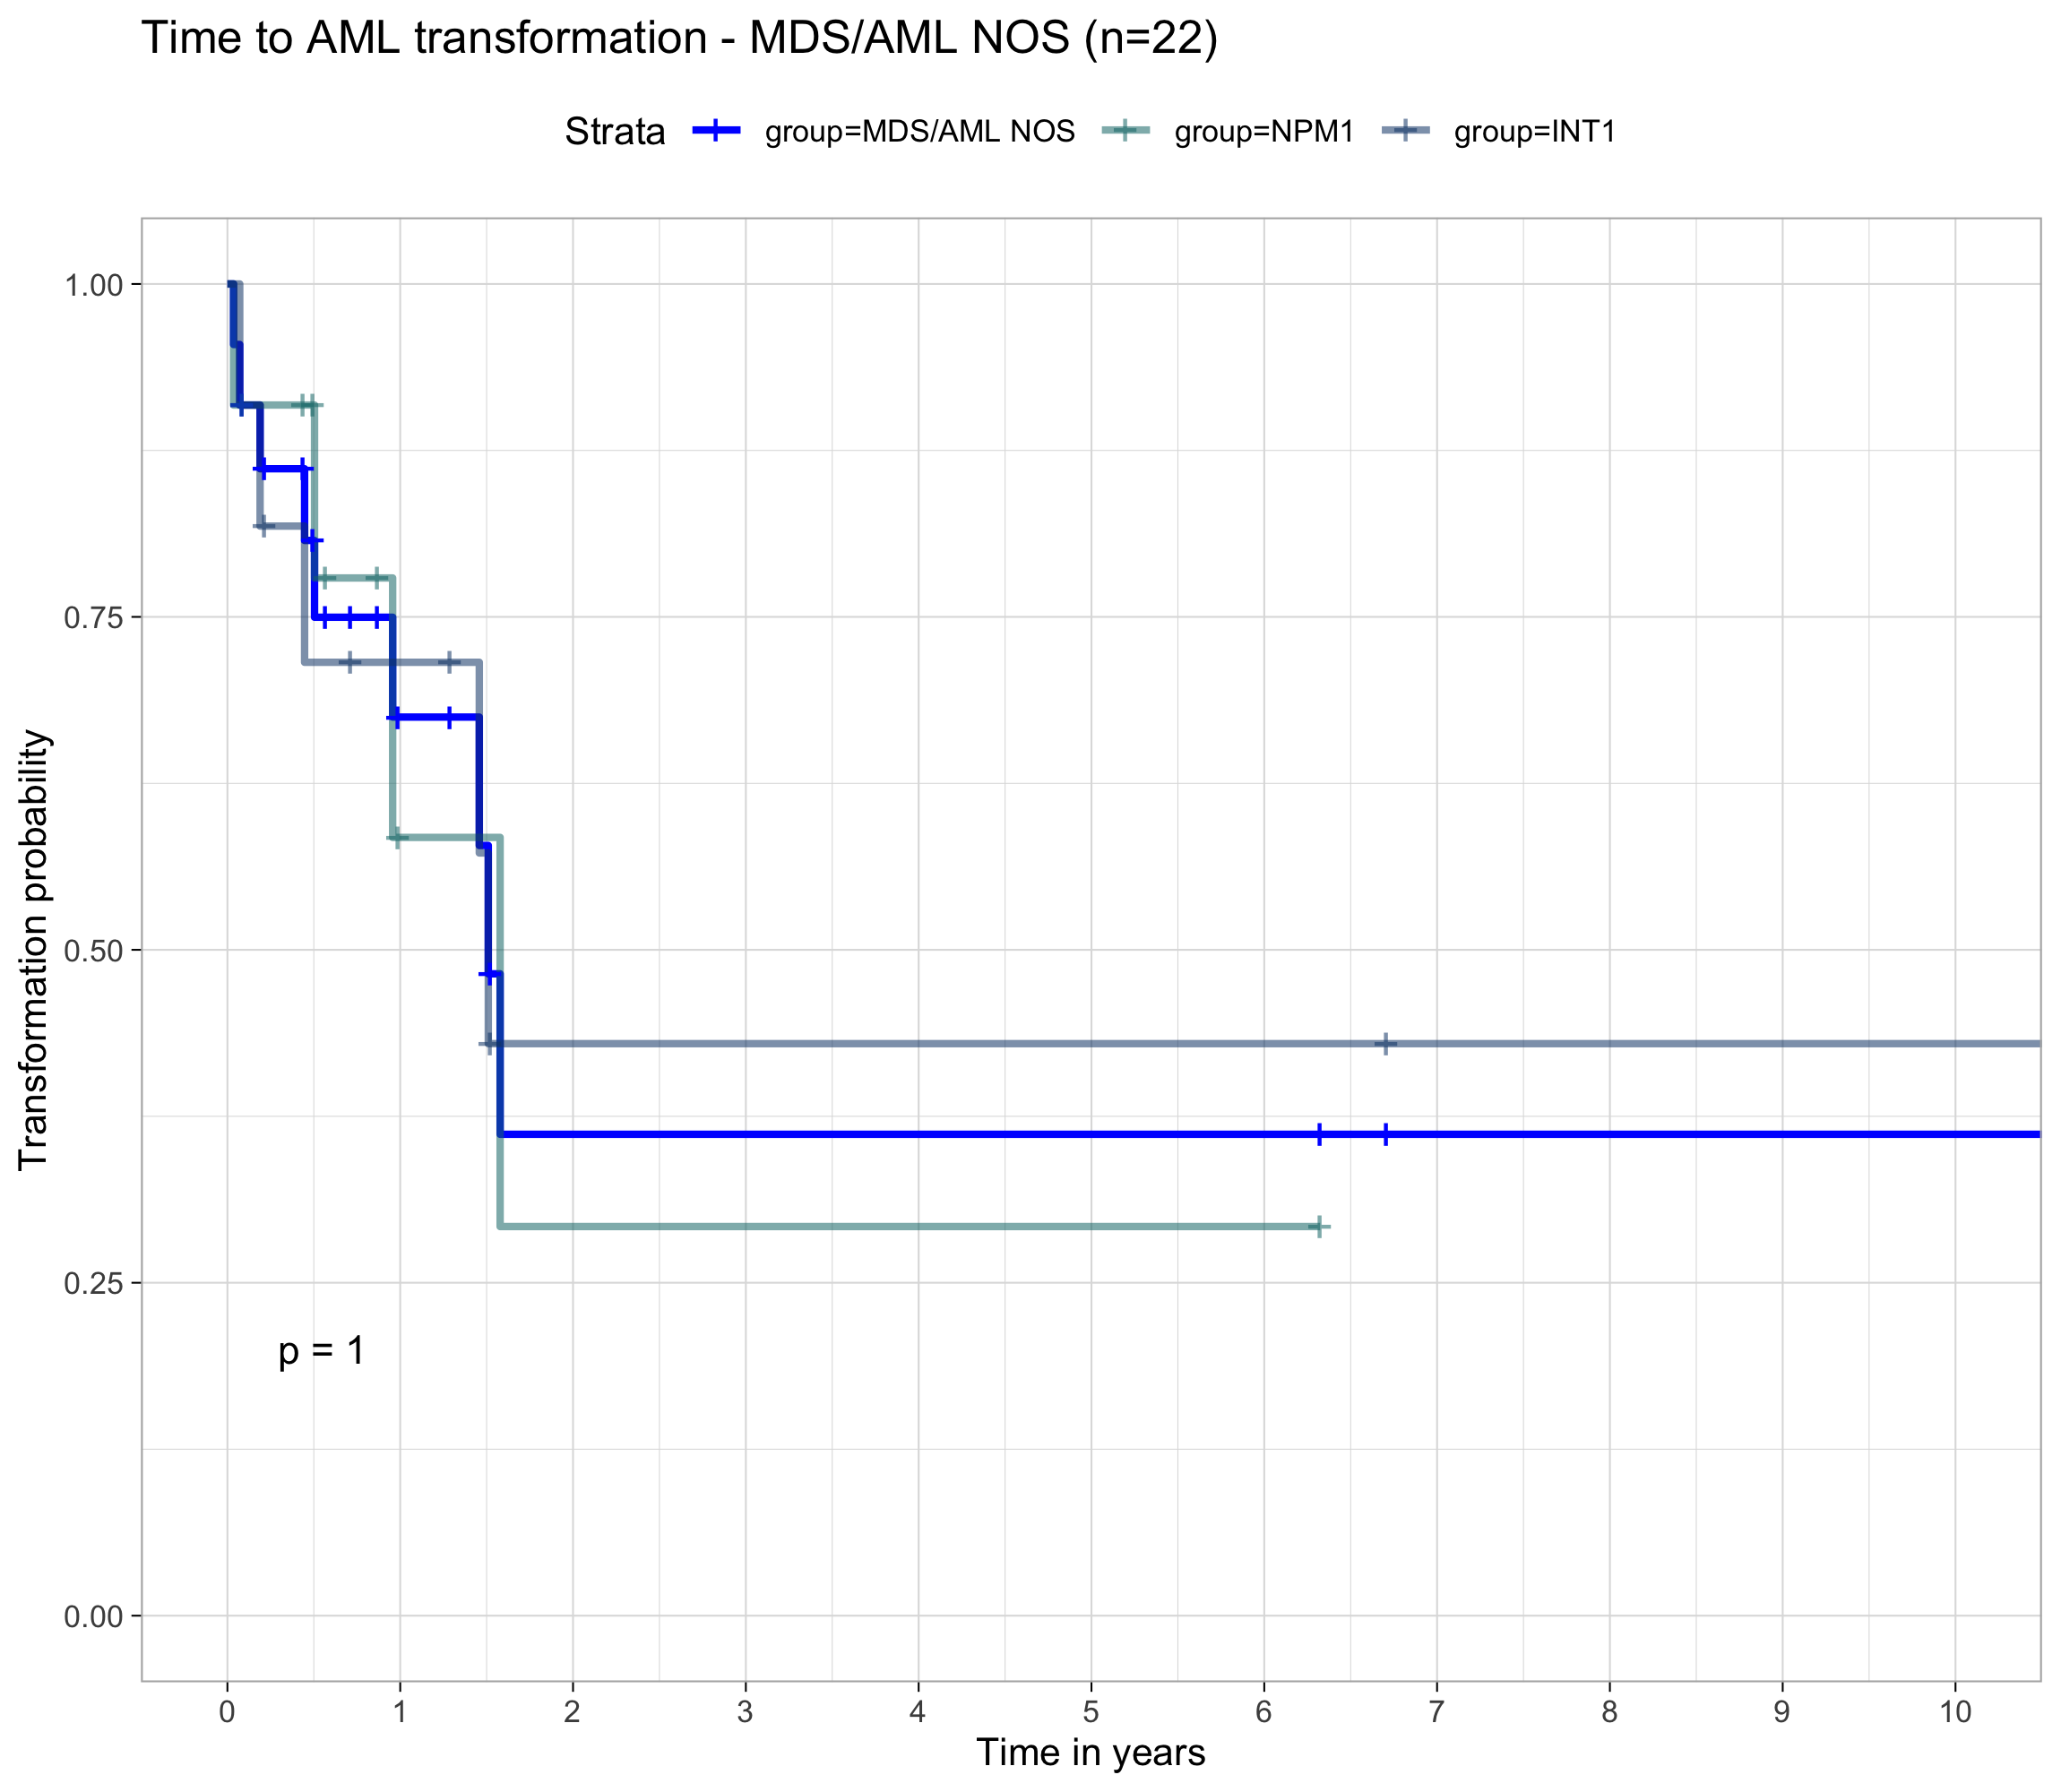 Time to AML transformation - MDS/AML NOS (n=22)
Strata group=MDS/AML NOS group=NPM1 group=INT1
Transformation probability
1.00
0.75
0.50
0.25
0.00
p = 1
0 1 2 3 4 5 6 7 8 9 10
Time in years